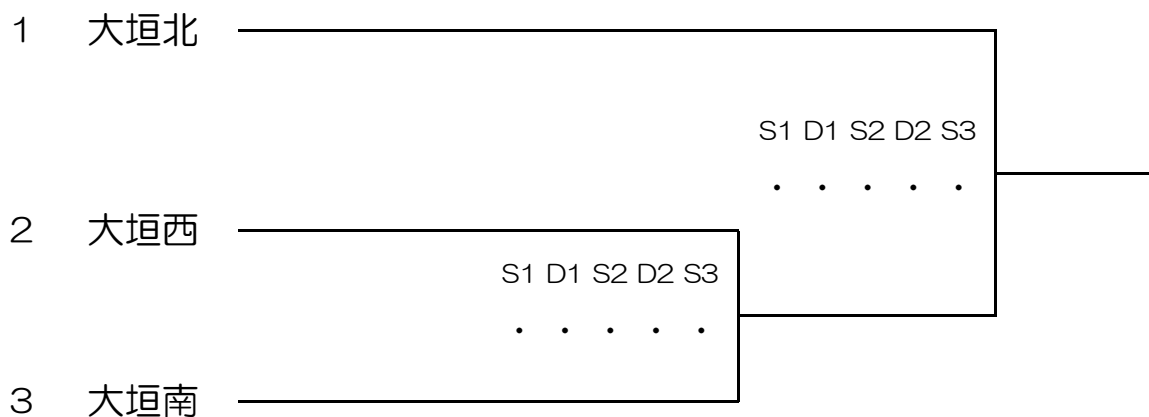 １ 大垣北
S1 D1 S2 D2 S3
・ ・ ・ ・ ・
２ 大垣西
S1 D1 S2 D2 S3
・ ・ ・ ・ ・
３ 大垣南